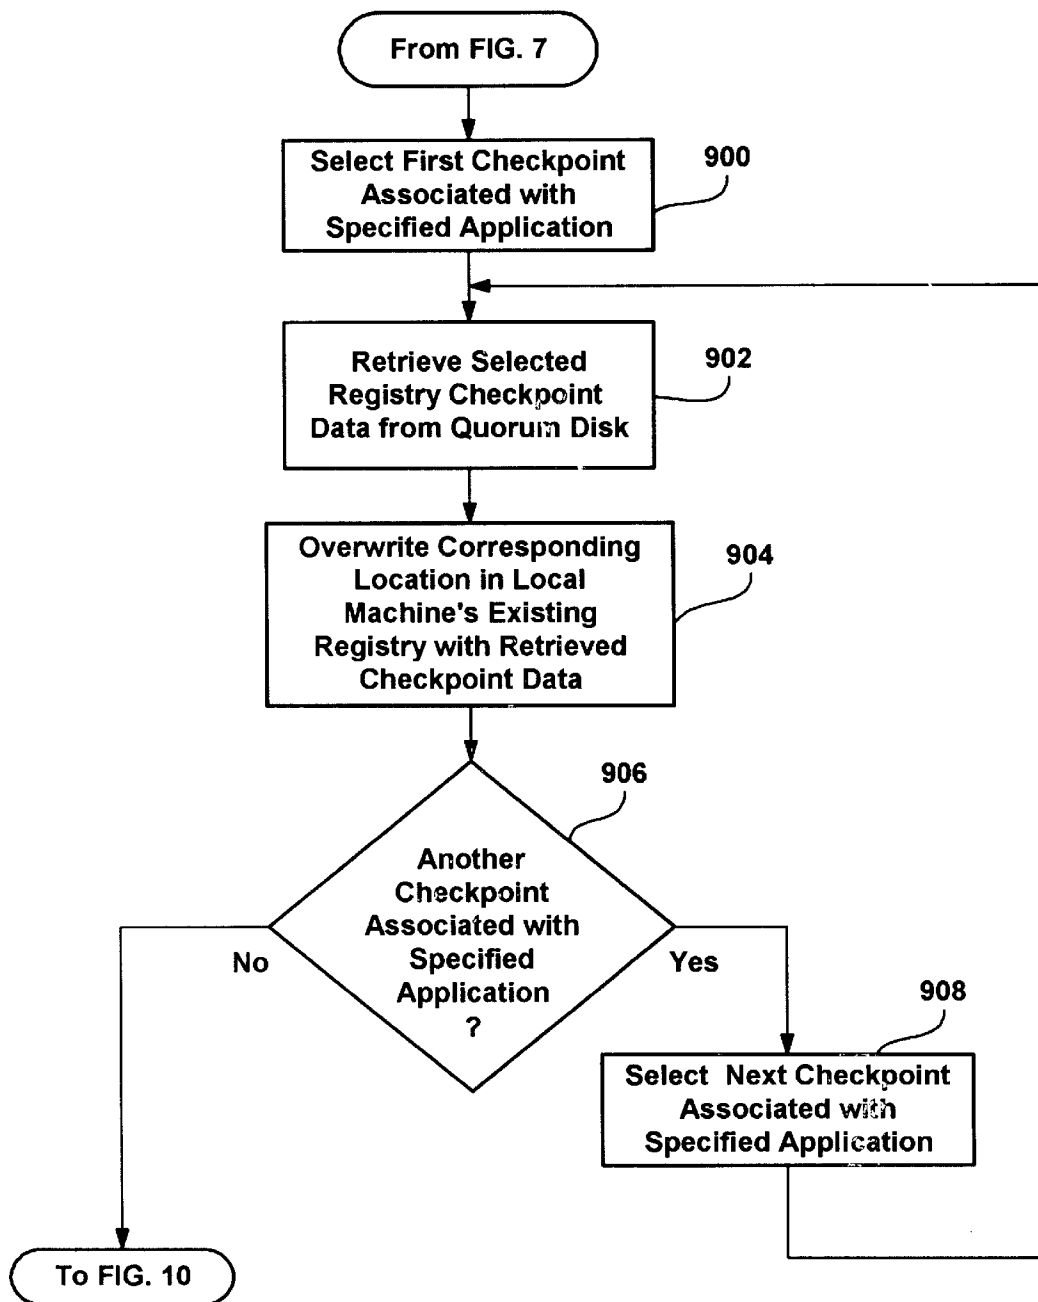 From FIG. 7
Select First Checkpoint
Associated with
Specified Application
900
Retrieve Selected
Registry Checkpoint
Data from Quorum Disk
902
Overwrite Corresponding
Location in Local
Machine's Existing
Registry with Retrieved
Checkpoint Data
904
906
Another
Checkpoint
Associated with
Specified
Application
?
No
Yes
908
Select Next Checkpoint
Associated with
Specified Application
To FIG. 10